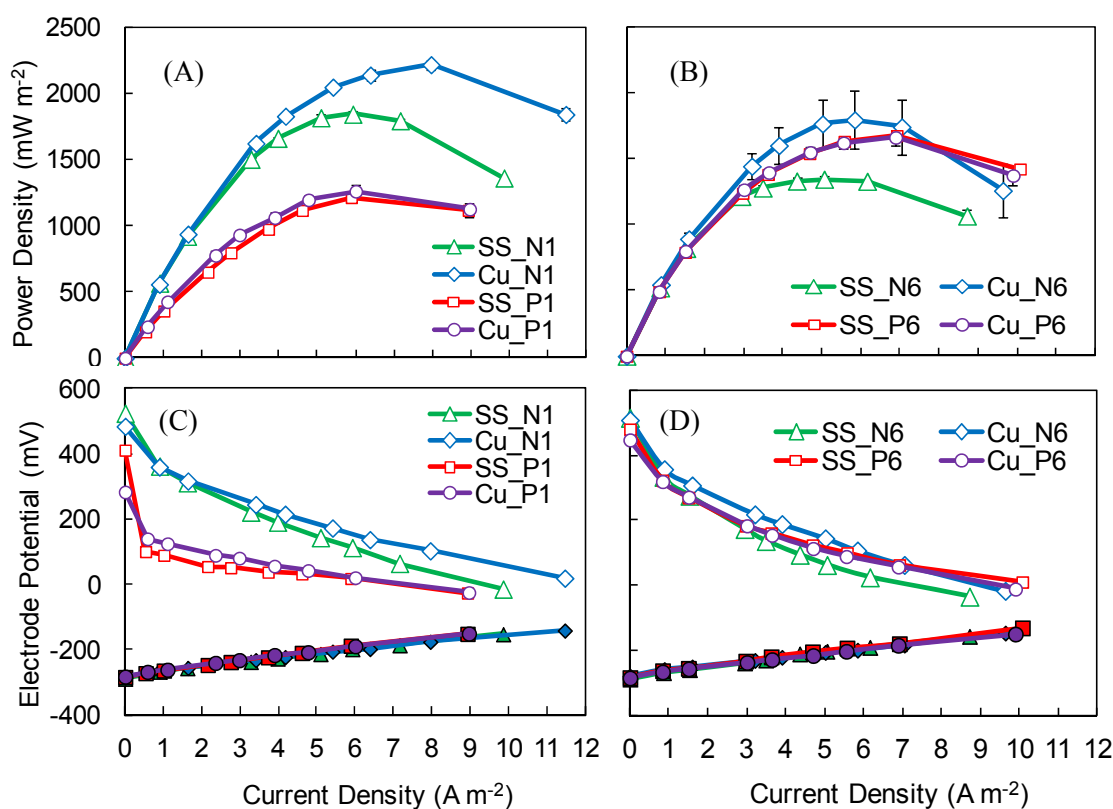 Power Density (mW m-2)
2500
2000
1500
1000
500
0
(A)
SS_N1
Cu_N1
SS_P1
Cu_P1
(B)
SS_N6
Cu_N6
SS_P6
Cu_P6
Electrode Potential (mV)
600
400
200
0
-200
-400
(C)
SS_N1
Cu_N1
SS_P1
Cu_P1
0 1 2 3 4 5 6 7 8 9 10 11 12
Current Density (A m-2)
(D)
SS_N6
Cu_N6
SS_P6
Cu_P6
0 1 2 3 4 5 6 7 8 9 10 11 12
Current Density (A m-2)